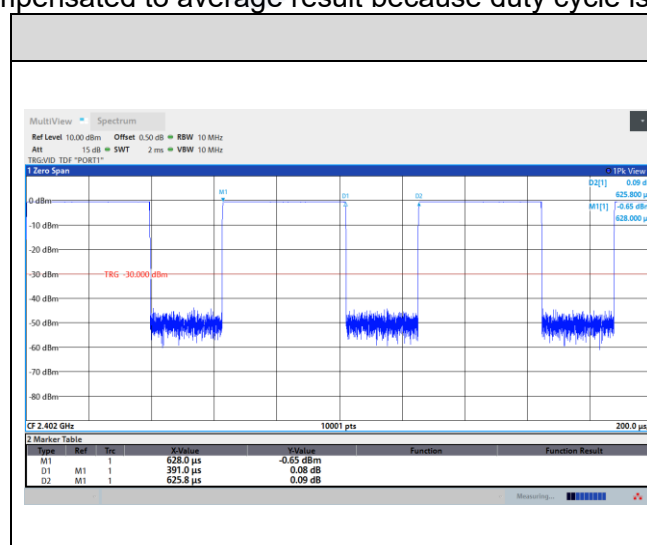 mpensated to average result because duty cycle is
MultiView Spectrum
Ref Level 10.00 dBm Offset 0.50 dB RBW 10 MHz
Att 15 dB SWT 2 ms VBW 10 MHz
TRG:VID TDF "PORT1"
1 Zero Span 1Pk View
D2[1] 0.09 d
625.800 µ
M1[1] -0.65 dBm
628.000 µ
M1 D1 D2
0 dBm
-10 dBm
-20 dBm
-30 dBm TRG -30.000 dBm
-40 dBm
-50 dBm
-60 dBm
-70 dBm
-80 dBm
CF 2.402 GHz 10001 pts 200.0 µs
2 Marker Table
Type Ref Trc X-Value Y-Value Function Function Result
M1 1 628.0 µs -0.65 dBm
D1 M1 1 391.0 µs 0.08 dB
D2 M1 1 625.8 µs 0.09 dB
Measuring...